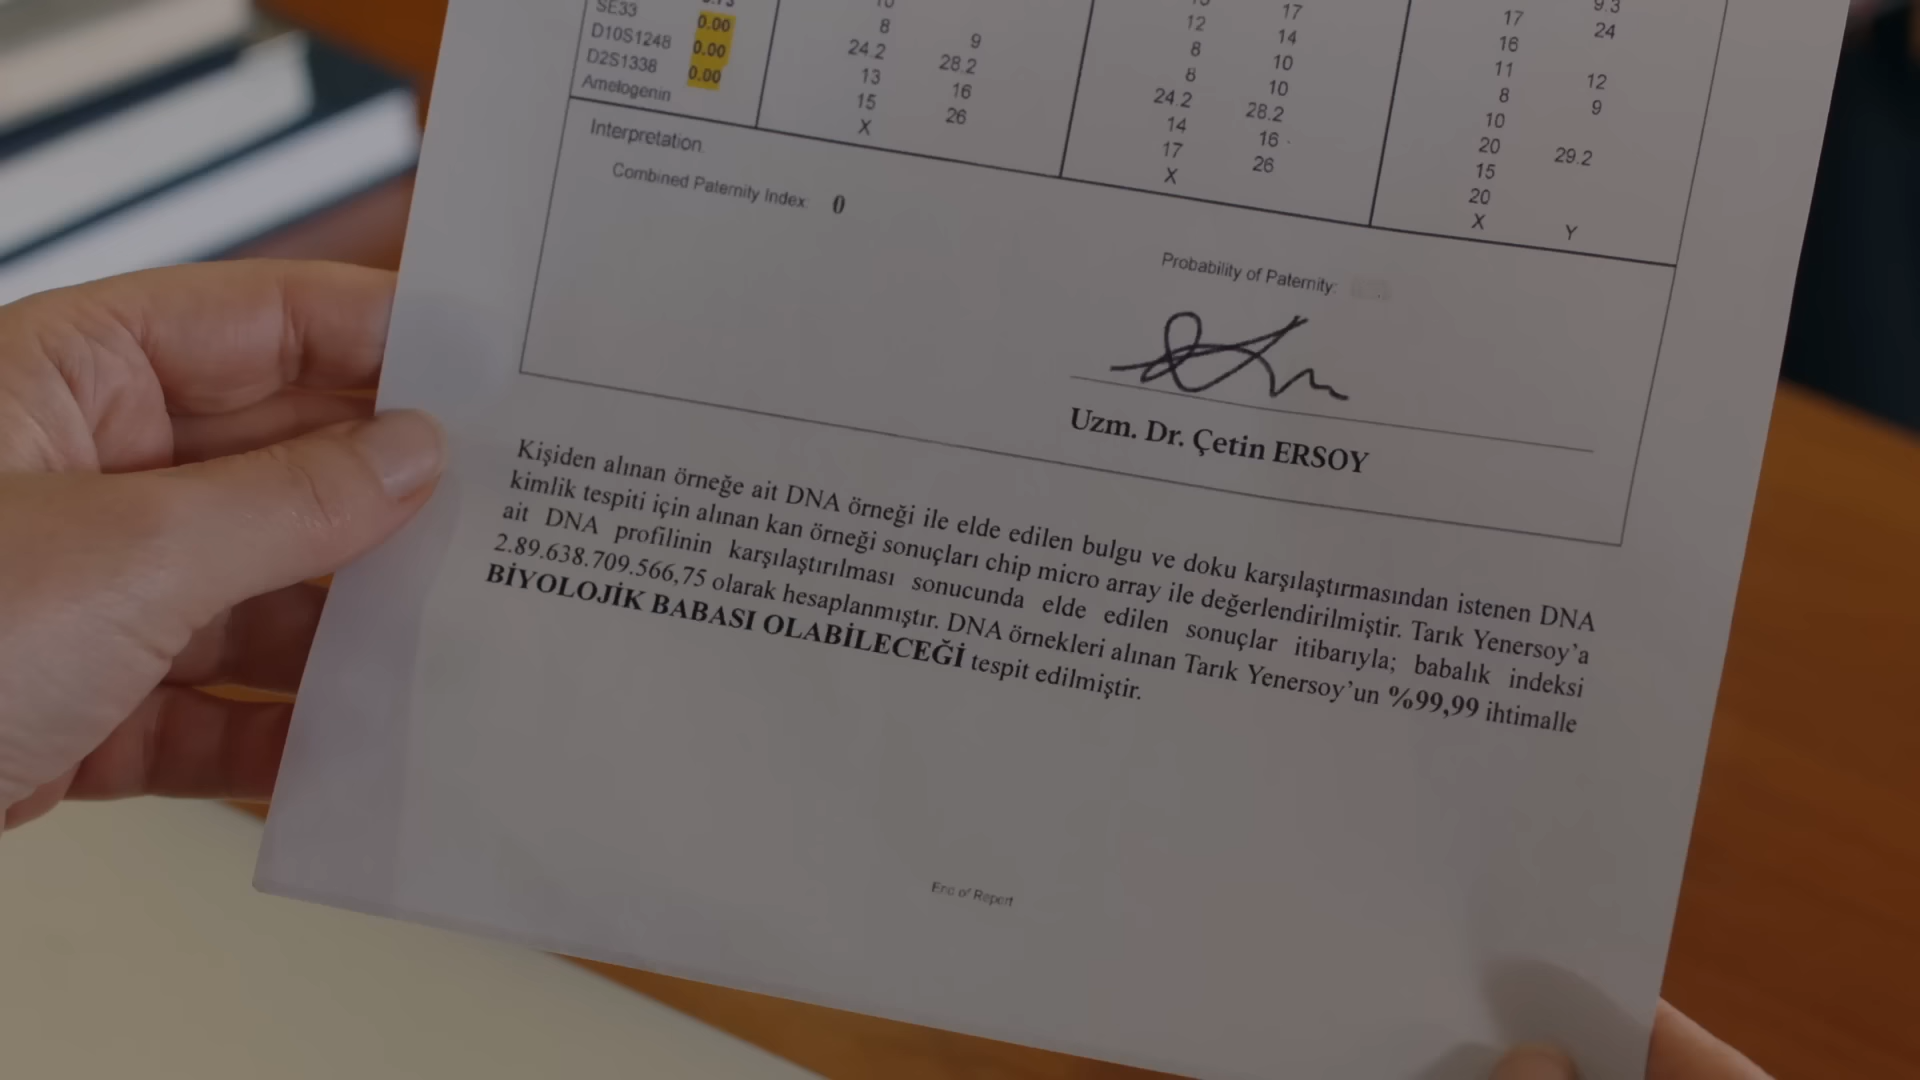 SE33 0.00 8 9 12 14 16
D10S1248 0.00 24.2 28.2 8 10 11 12
D2S1338 0.00 13 16 8 10 8 9
Amelogenin 15 26 24.2 28.2 10
X 14 16 20 29.2
17 26 15
X 20
X Y
17
17 24
Interpretation
Combined Paternity Index: 0
Probability of Paternity:
Uzm. Dr. Çetin ERSOY
Kişiden alınan örneğe ait DNA örneği ile elde edilen bulgu ve doku karşılaştırmasından istenen DNA
kimlik tespiti için alınan kan örneği sonuçları chip micro array ile değerlendirilmiştir. Tarık Yenersoy'a
ait DNA profilinin karşılaştırılması sonucunda elde edilen sonuçlar itibarıyla; babalık indeksi
2.89.638.709.566,75 olarak hesaplanmıştır. DNA örnekleri alınan Tarık Yenersoy'un %99,99 ihtimalle
BİYOLOJİK BABASI OLABİLECEĞİ tespit edilmiştir.
End of Report